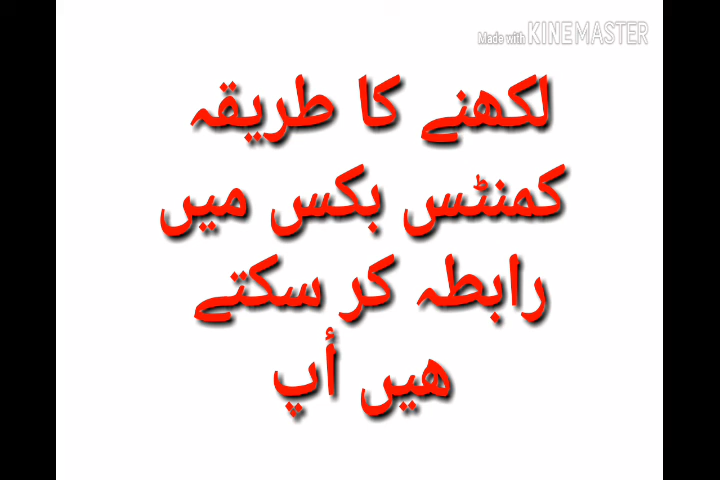 Made with KINEMASTER
لکھنے کا طریقہ
کمنٹس بکس میں
رابطہ کر سکتے
ھیں أپ